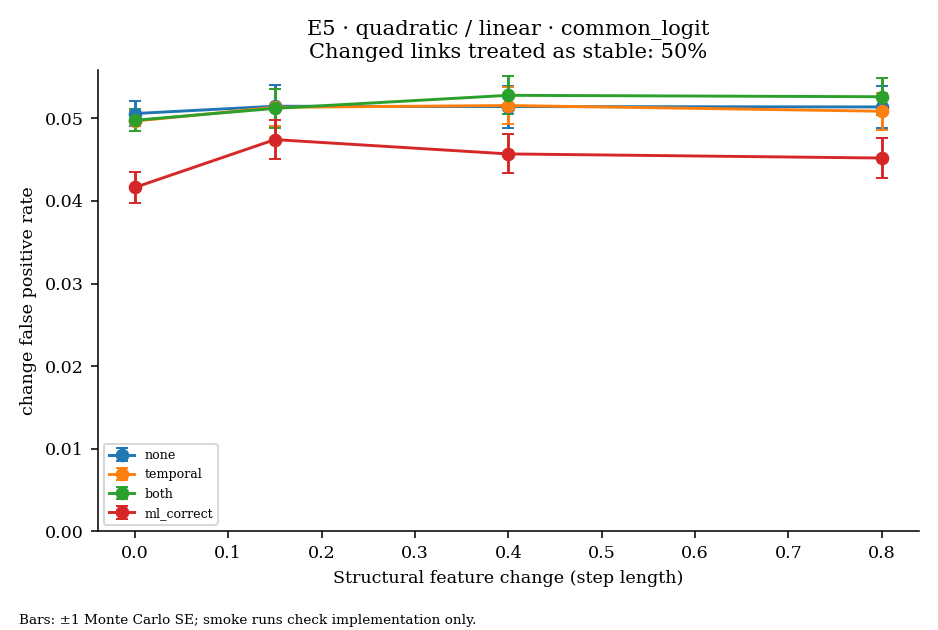 E5 · quadratic / linear · common_logit
Changed links treated as stable: 50%
change false positive rate
0.05
0.04
0.03
0.02
0.01
0.00
none
temporal
both
ml_correct
0.0 0.1 0.2 0.3 0.4 0.5 0.6 0.7 0.8
Structural feature change (step length)
Bars: ±1 Monte Carlo SE; smoke runs check implementation only.